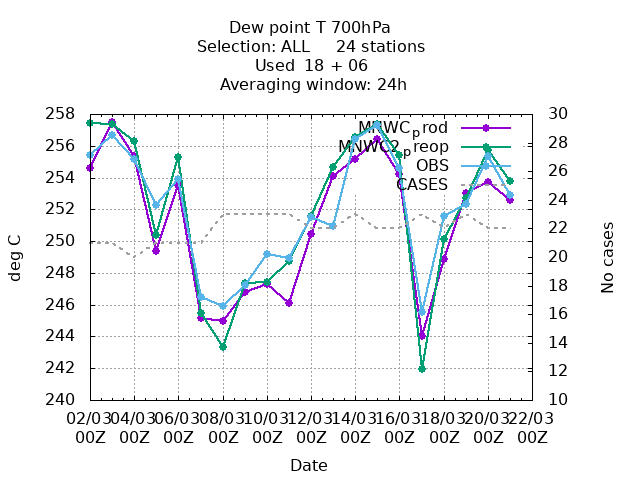 Dew point T 700hPa
Selection: ALL 24 stations
Used 18 + 06
Averaging window: 24h
258
256
254
252
250
248
246
244
242
240
30
28
26
24
22
20
18
16
14
12
10
MNWC_prod
MNWC2_preop
OBS
CASES
deg C
No cases
02/03 04/03 06/03 08/03 10/03 12/03 14/03 16/03 18/03 20/03 22/03
00Z 00Z 00Z 00Z 00Z 00Z 00Z 00Z 00Z 00Z 00Z
Date